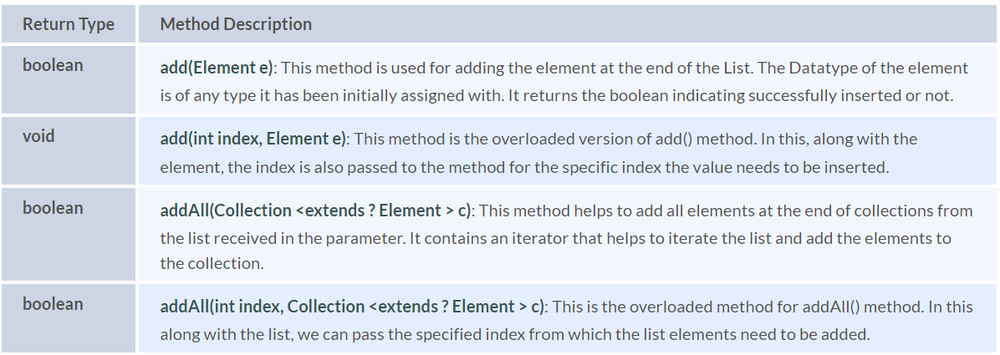 Return Type Method Description
boolean add(Element e): This method is used for adding the element at the end of the List. The Datatype of the element
is of any type it has been initially assigned with. It returns the boolean indicating successfully inserted or not.
void add(int index, Element e): This method is the overloaded version of add() method. In this, along with the
element, the index is also passed to the method for the specific index the value needs to be inserted.
boolean addAll(Collection <extends ? Element > c): This method helps to add all elements at the end of collections from
the list received in the parameter. It contains an iterator that helps to iterate the list and add the elements to
the collection.
boolean addAll(int index, Collection <extends ? Element > c): This is the overloaded method for addAll() method. In this
along with the list, we can pass the specified index from which the list elements need to be added.